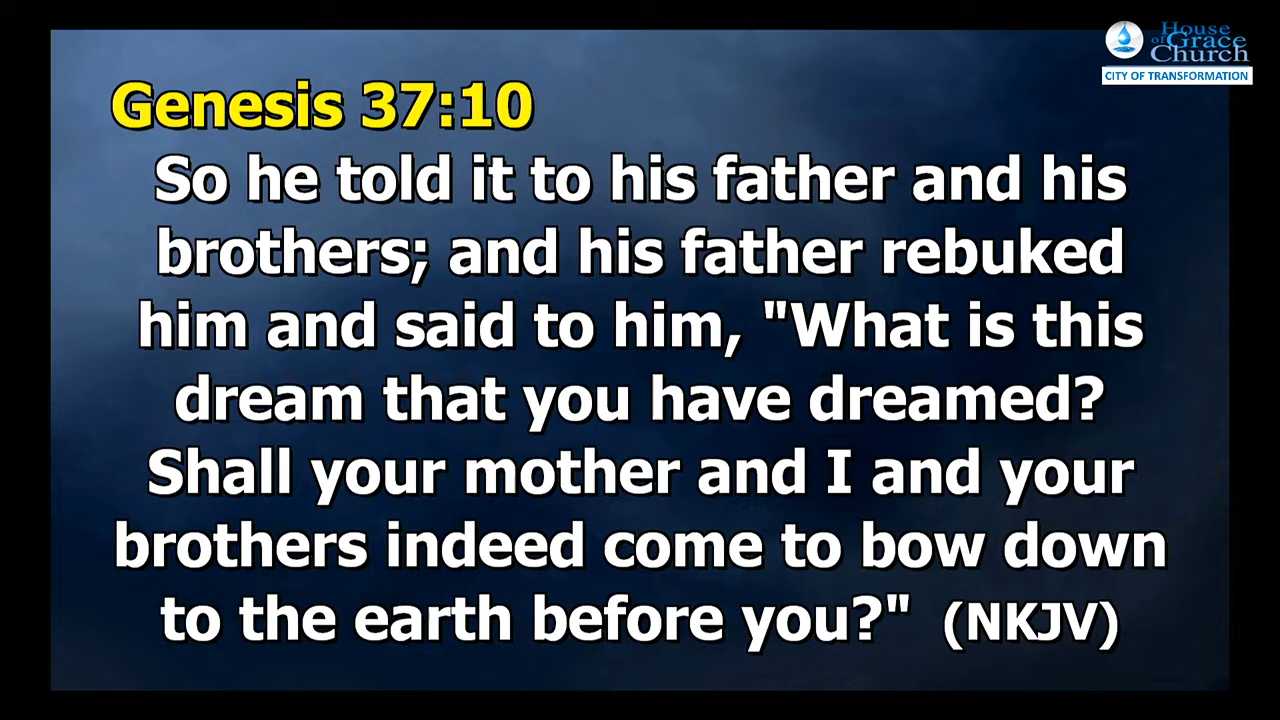 House
of Grace
Church
CITY OF TRANSFORMATION
Genesis 37:10
So he told it to his father and his
brothers; and his father rebuked
him and said to him, "What is this
dream that you have dreamed?
Shall your mother and I and your
brothers indeed come to bow down
to the earth before you?" (NKJV)